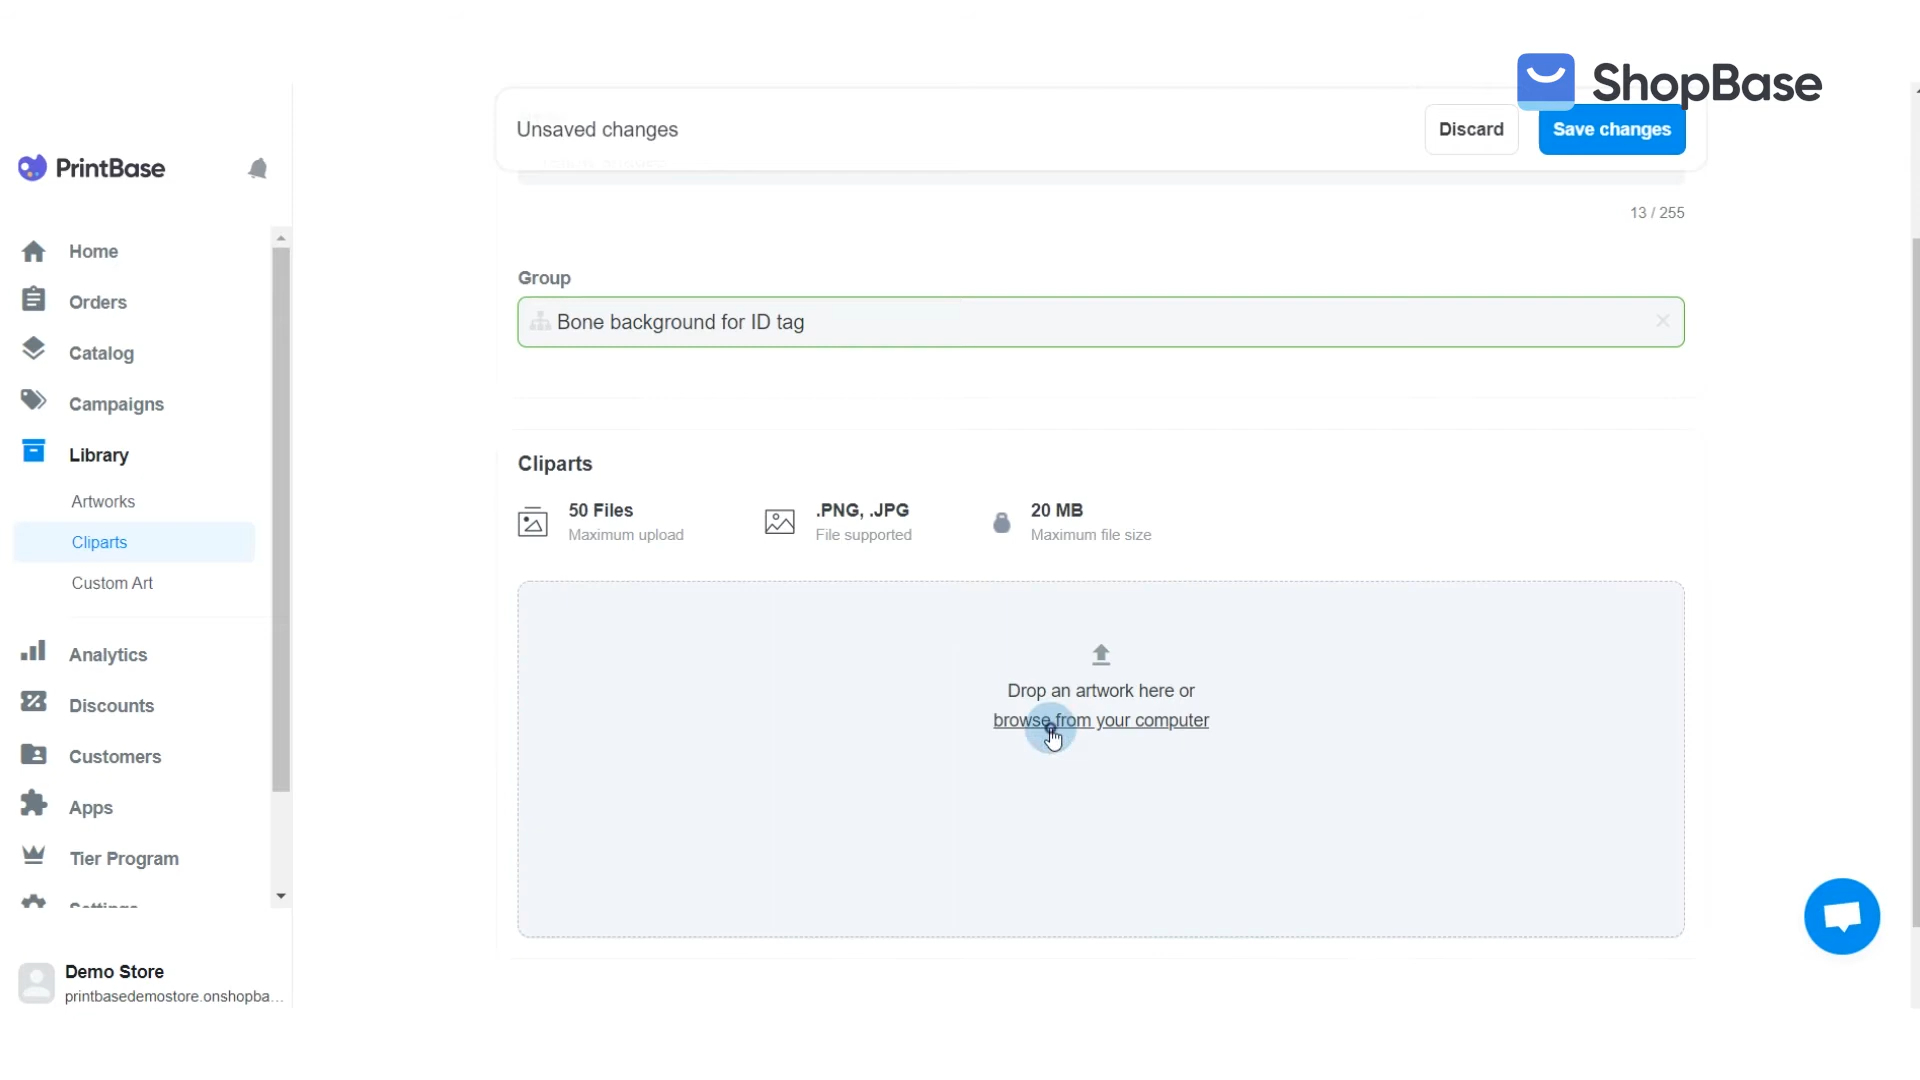 ShopBase
Unsaved changes
Discard
Save changes
PrintBase
13 / 255
Home
Orders
Catalog
Campaigns
Library
Artworks
Cliparts
Custom Art
Analytics
Discounts
Customers
Apps
Tier Program
Settings
Demo Store
printbasedemostore.onshopba...
Group
Bone background for ID tag
Cliparts
50 Files
Maximum upload
.PNG, .JPG
File supported
20 MB
Maximum file size
Drop an artwork here or
browse from your computer